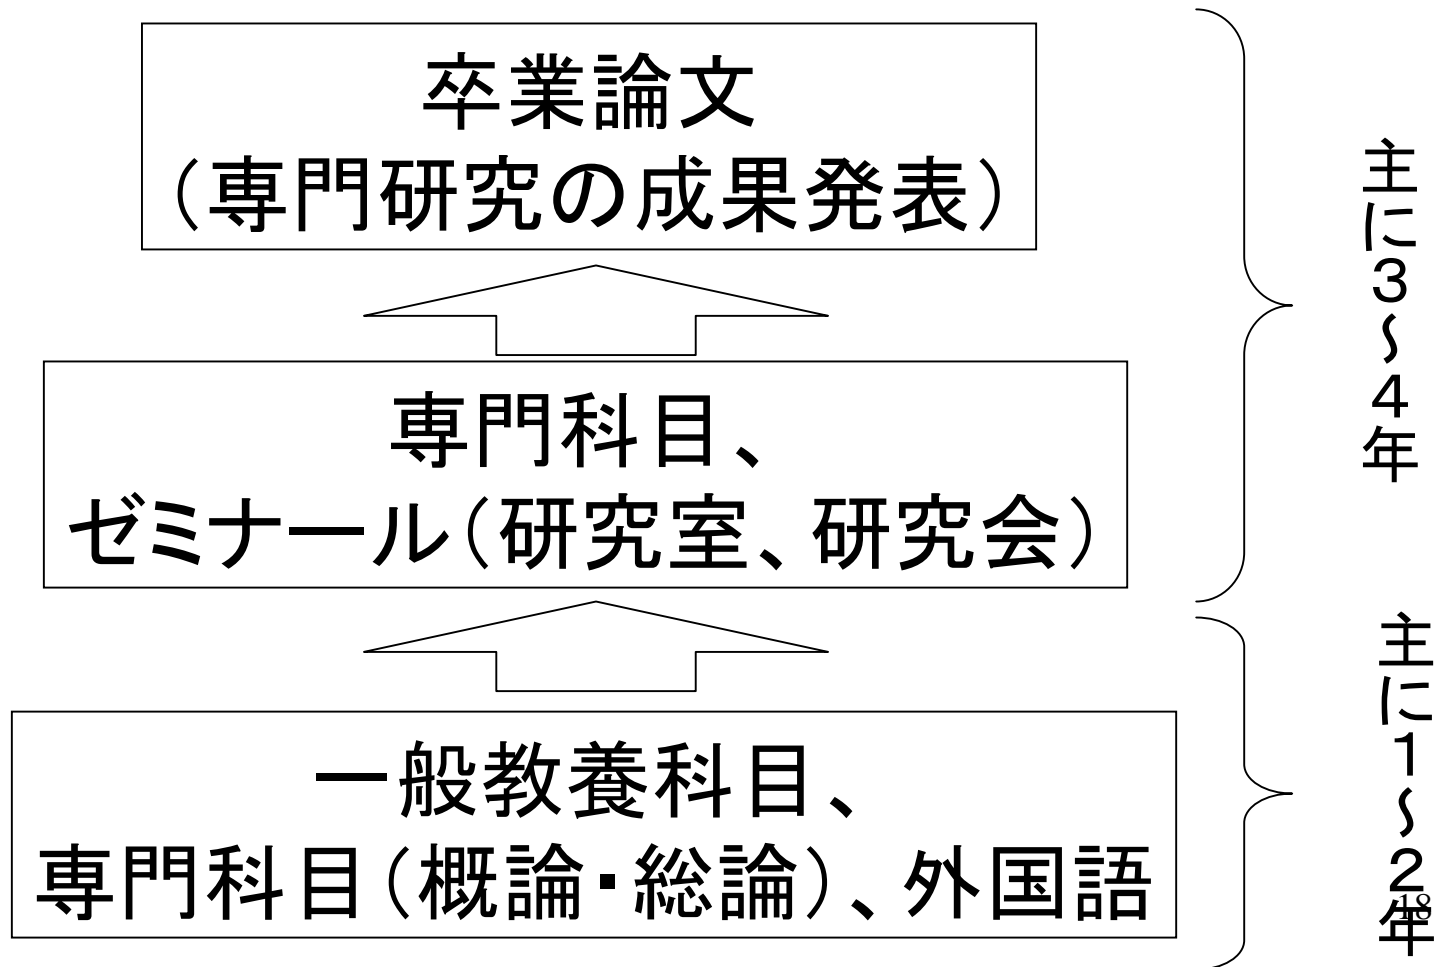 卒業論文
（専門研究の成果発表）
主に３～４年
専門科目、
ゼミナール（研究室、研究会）
一般教養科目、
専門科目（概論・総論）、外国語
主に１～２年
18